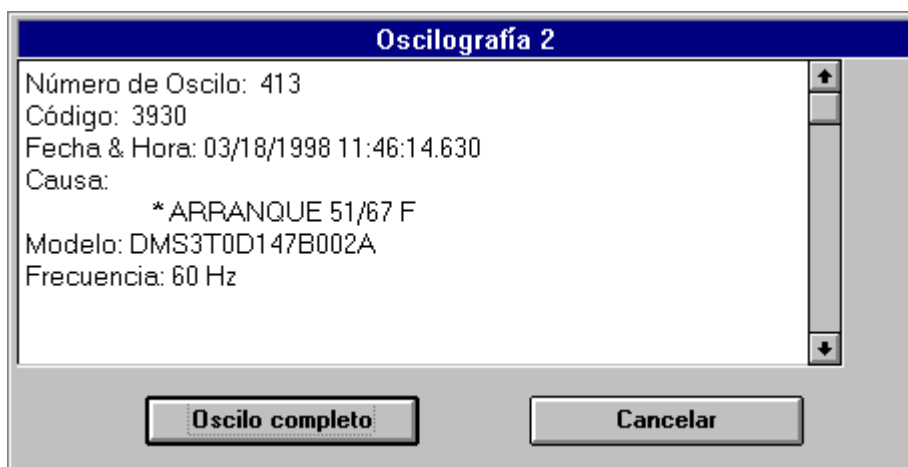 Oscilografía 2
Número de Oscilo: 413
Código: 3930
Fecha & Hora: 03/18/1998 11:46:14.630
Causa:
* ARRANQUE 51/67 F
Modelo: DMS3T0D147B002A
Frecuencia: 60 Hz
Oscilo completo
Cancelar